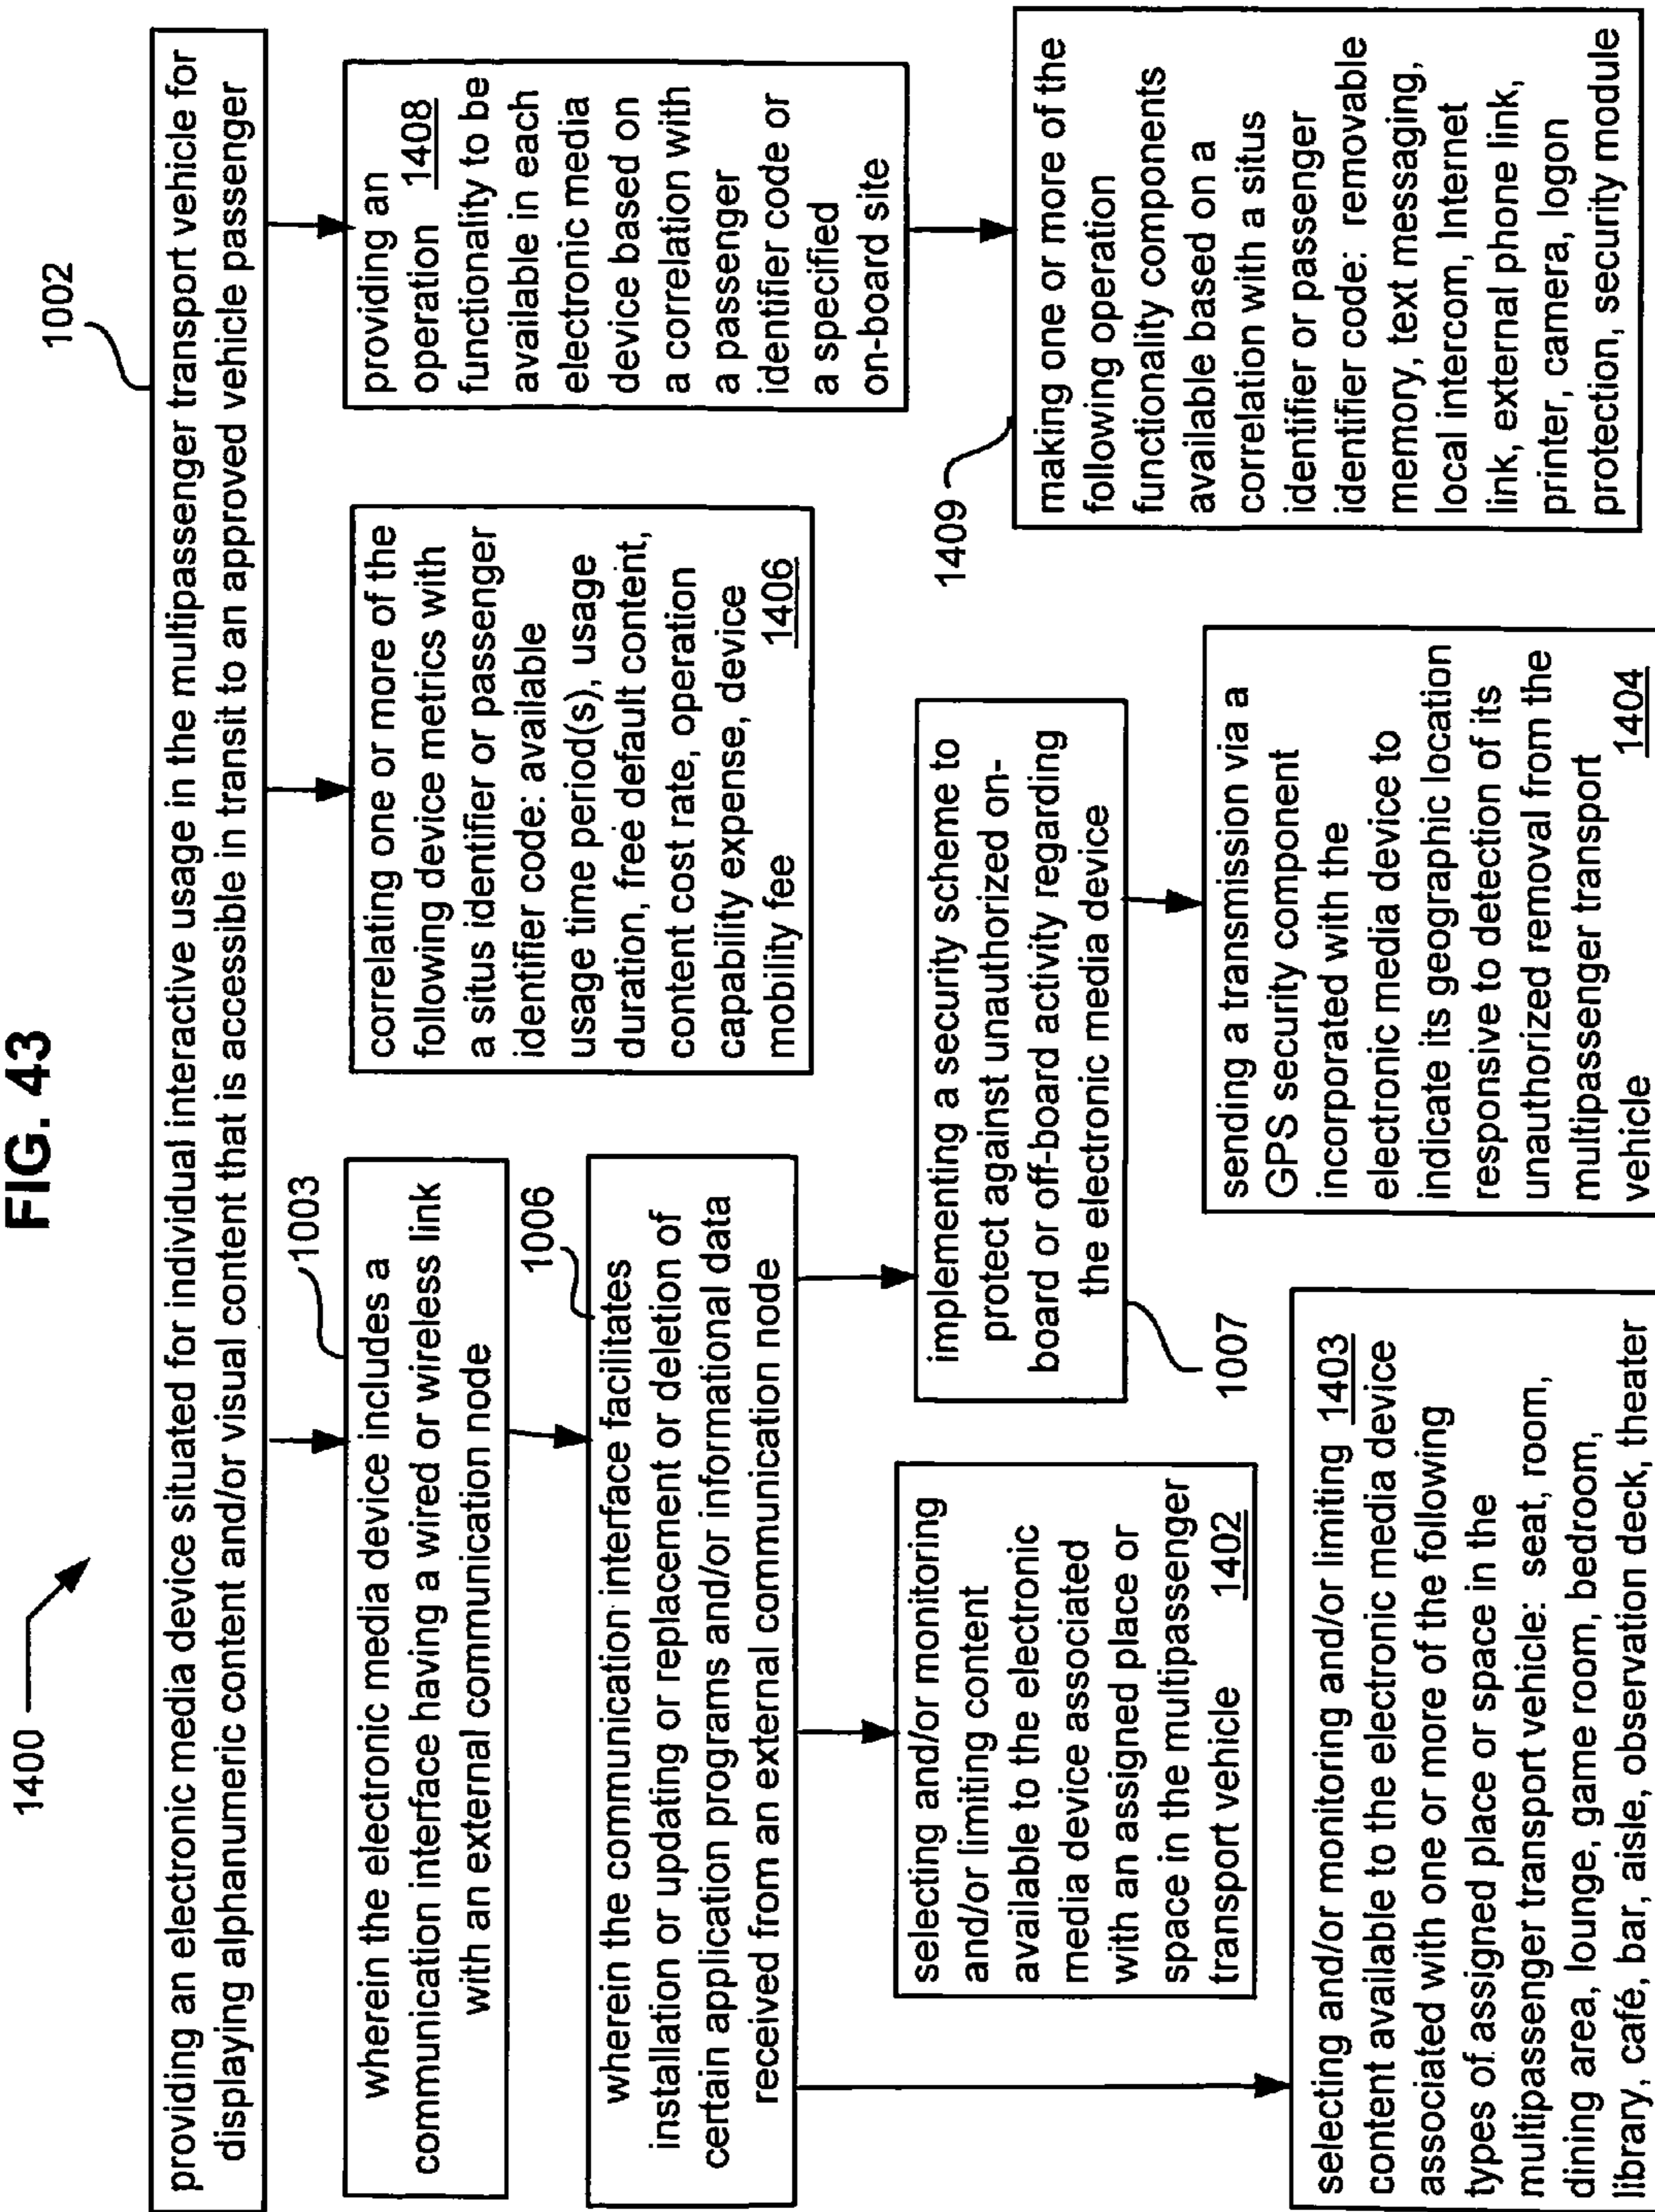 FIG. 43
1400
1002
providing an electronic media device situated for individual interactive usage in the multipassenger transport vehicle for
displaying alphanumeric content and/or visual content that is accessible in transit to an approved vehicle passenger
1003
wherein the electronic media device includes a
communication interface having a wired or wireless link
with an external communication node
1006
wherein the communication interface facilitates
installation or updating or replacement or deletion of
certain application programs and/or informational data
received from an external communication node
correlating one or more of the
following device metrics with
a situs identifier or passenger
identifier code: available
usage time period(s), usage
duration, free default content,
content cost rate, operation
capability expense, device
mobility fee 1406
providing an
operation 1408
functionality to be
available in each
electronic media
device based on
a correlation with
a passenger
identifier code or
a specified
on-board site
selecting and/or monitoring
and/or limiting content
available to the electronic
media device associated
with an assigned place or
space in the multipassenger
transport vehicle 1402
implementing a security scheme to
protect against unauthorized on-
board or off-board activity regarding
the electronic media device
1007
1409
making one or more of the
following operation
functionality components
available based on a
correlation with a situs
identifier or passenger
identifier code: removable
memory, text messaging,
local intercom, Internet
link, external phone link,
printer, camera, logon
protection, security module
selecting and/or monitoring and/or limiting 1403
content available to the electronic media device
associated with one or more of the following
types of assigned place or space in the
multipassenger transport vehicle: seat, room,
dining area, lounge, game room, bedroom,
library, café, bar, aisle, observation deck, theater
sending a transmission via a
GPS security component
incorporated with the
electronic media device to
indicate its geographic location
responsive to detection of its
unauthorized removal from the
multipassenger transport
vehicle 1404